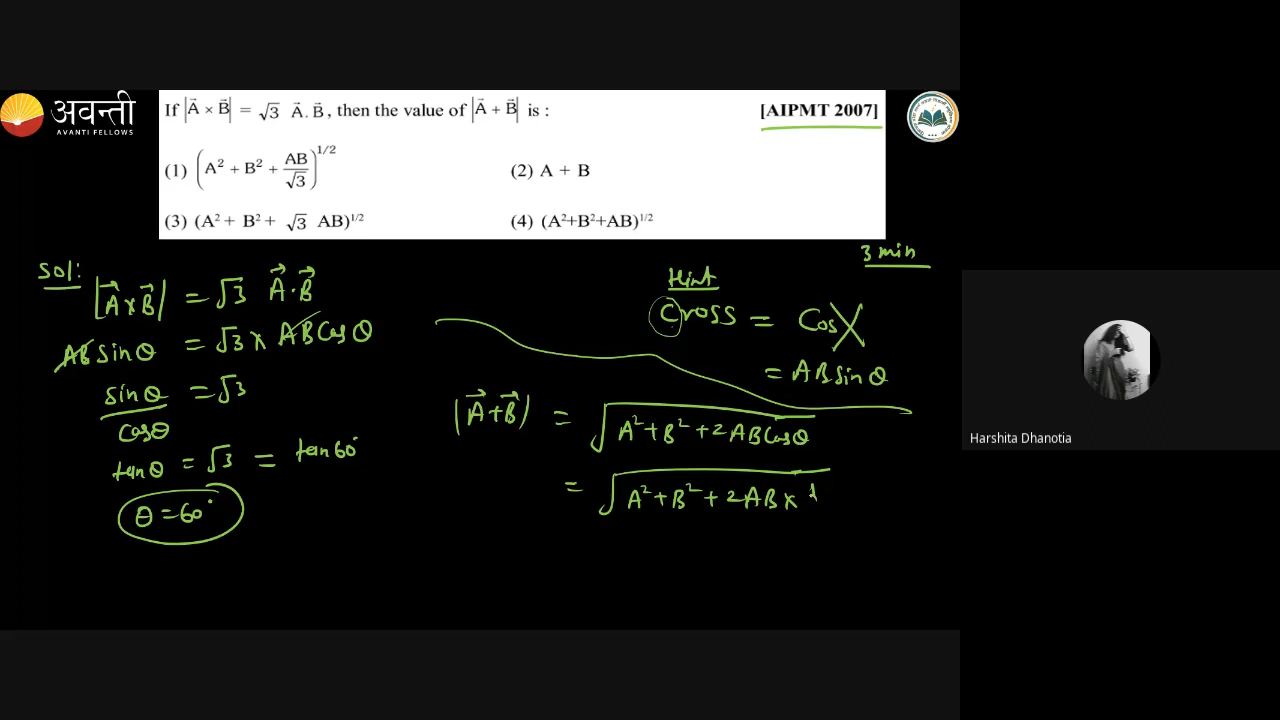 अवन्ती
AVANTI FELLOWS
If |A⃗ × B⃗| = √3 A⃗ . B⃗, then the value of |A⃗ + B⃗| is : [AIPMT 2007]
(1) (A² + B² + AB/√3)^1/2 (2) A + B
(3) (A² + B² + √3 AB)^1/2 (4) (A²+B²+AB)^1/2
3 min
Sol:
|A⃗×B⃗| = √3 A⃗·B⃗
AB sinθ = √3 × AB Cosθ
sinθ/cosθ = √3
tanθ = √3 = tan60°
θ = 60°
Hint
Cross = Cos X
= AB sinθ
|A⃗+B⃗| = √(A²+B²+2ABCosθ)
= √(A²+B²+2AB× 1
Harshita Dhanotia